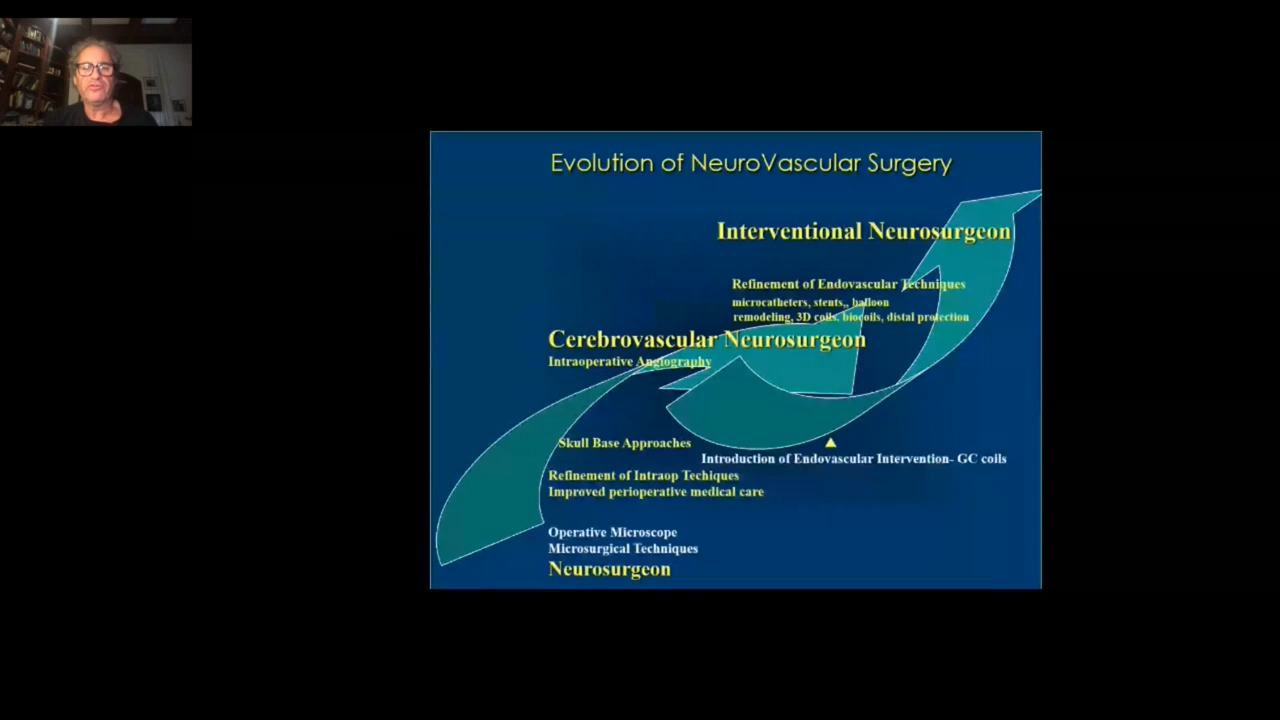 Evolution of NeuroVascular Surgery
Interventional Neurosurgeon
Refinement of Endovascular Techniques
microcatheters, stents,, balloon
remodeling, 3D coils, biocoils, distal protection
Cerebrovascular Neurosurgeon
Intraoperative Angiography
Skull Base Approaches
Introduction of Endovascular Intervention- GC coils
Refinement of Intraop Techiques
Improved perioperative medical care
Operative Microscope
Microsurgical Techniques
Neurosurgeon